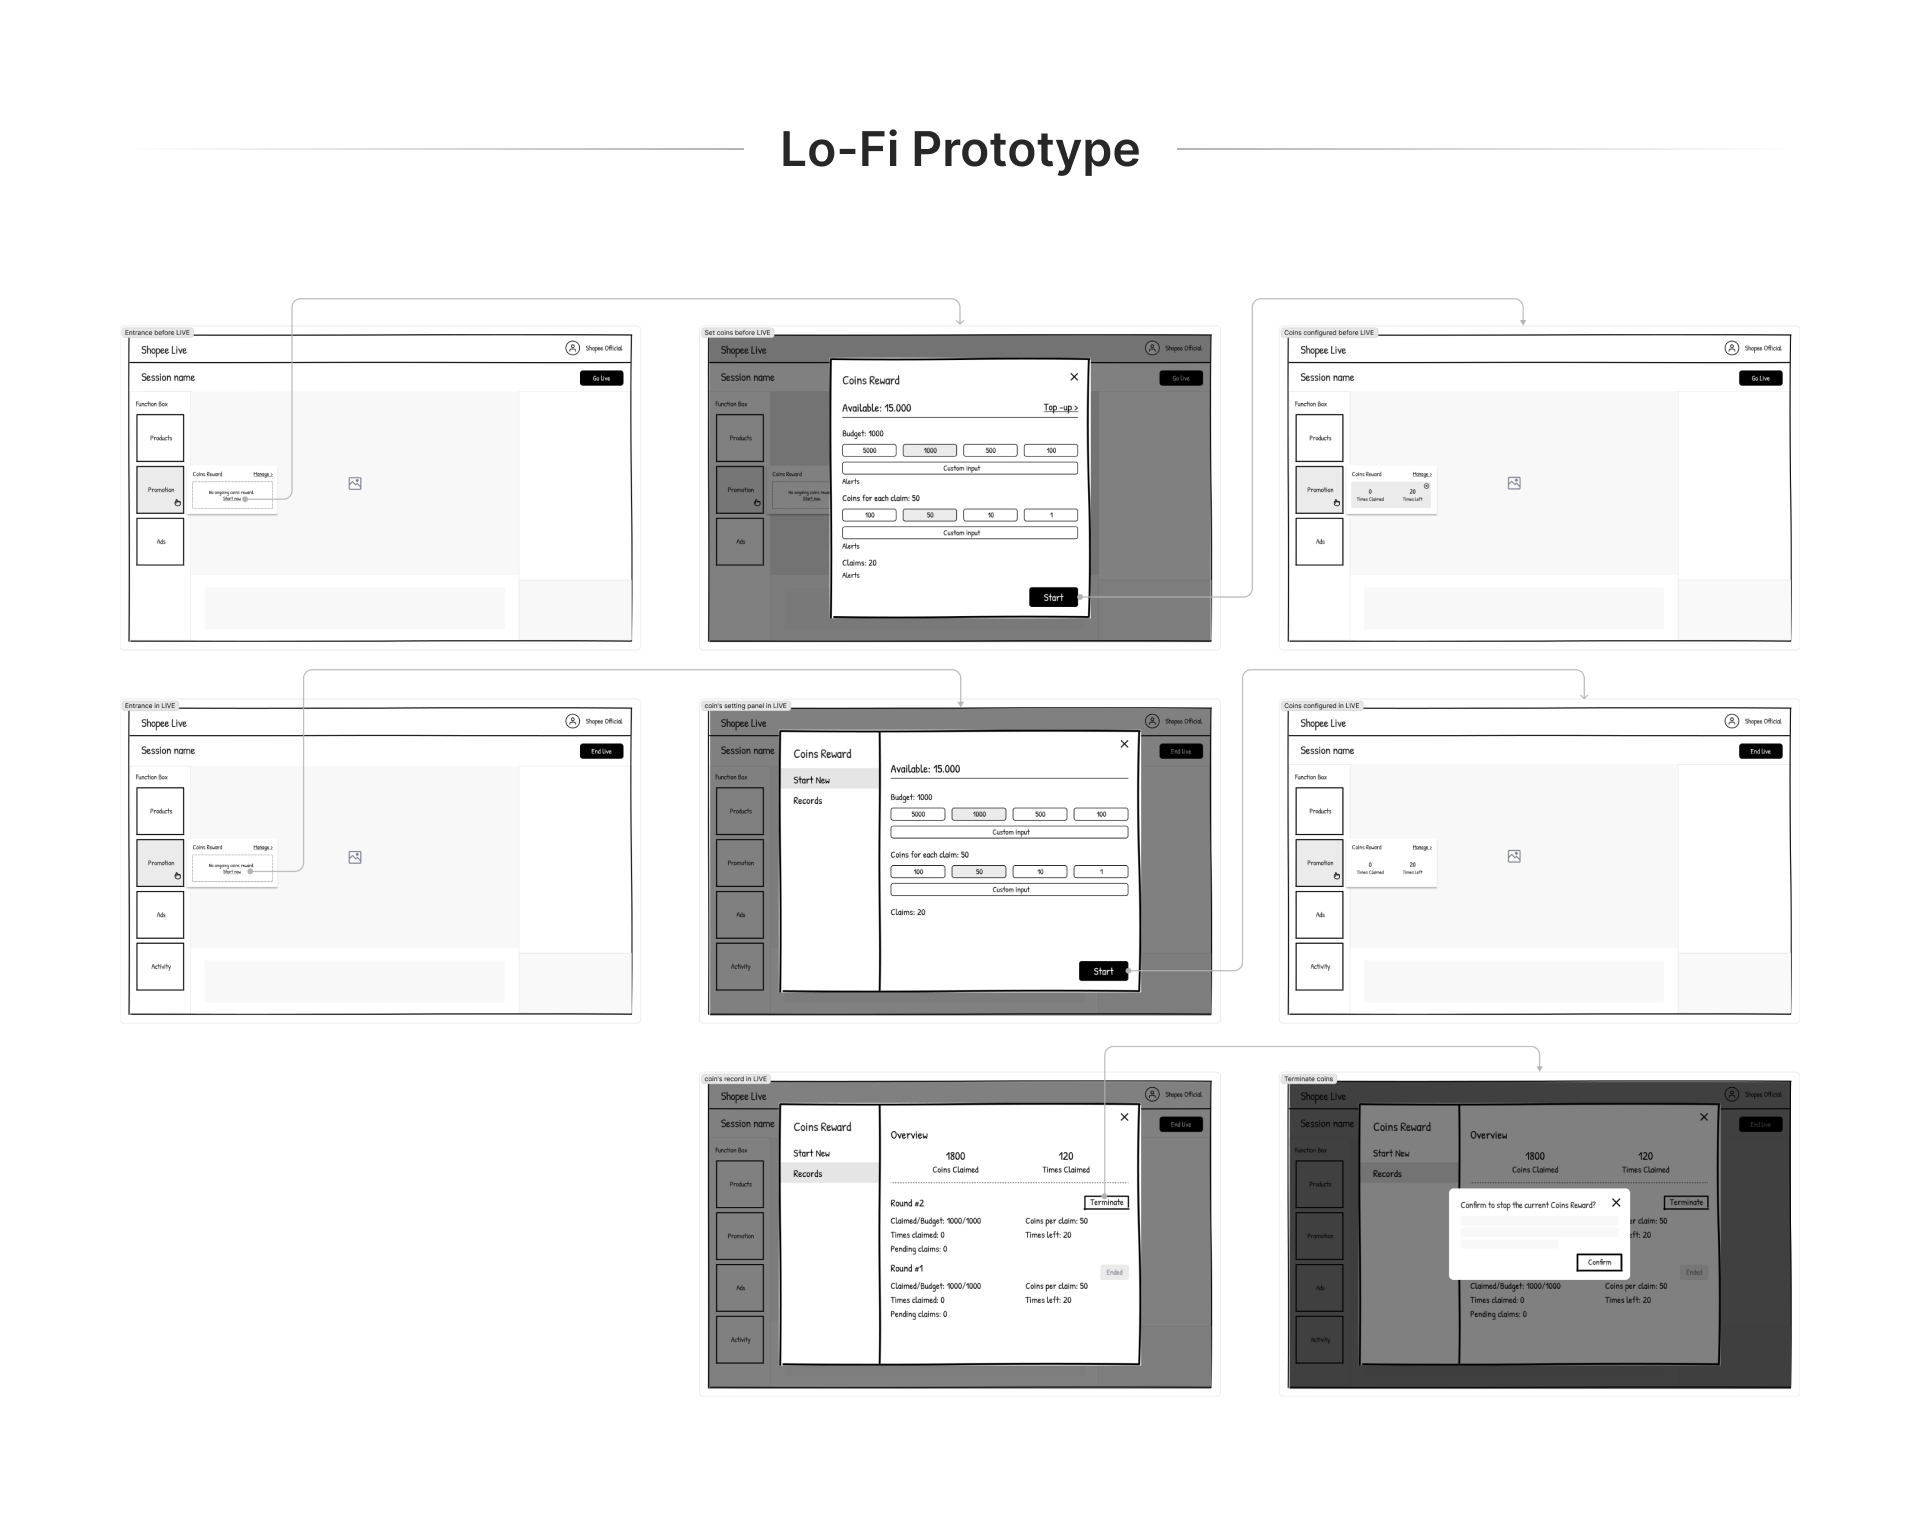 Lo-Fi Prototype
Entrance before LIVE
Shopee Live
Shopee Official
Session name
Go Live
Function Box
Products
Promotion
Coins Reward
Manage >
No ongoing coins reward.
Start now
Ads
Set coins before LIVE
Shopee Live
Shopee Official
Session name
Go Live
Function Box
Products
Promotion
Coins Reward
No ongoing coins
Ads
Coins Reward
Available: 15.000
Top -up >
Budget: 1000
5000
1000
500
100
Custom input
Alerts
Coins for each claim: 50
100
50
10
1
Custom input
Alerts
Claims: 20
Alerts
Start
Coins configured before LIVE
Shopee Live
Shopee Official
Session name
Go Live
Function Box
Products
Promotion
Coins Reward
Manage >
0
20
Times Claimed
Times Left
Ads
Entrance in LIVE
Shopee Live
Shopee Official
Session name
End Live
Function Box
Products
Promotion
Coins Reward
Manage >
No ongoing coins reward.
Start now
Ads
Activity
coin's setting panel in LIVE
Shopee Live
Shopee Official
Session name
End Live
Function Box
Products
Promotion
Ads
Activity
Coins Reward
Start New
Records
Available: 15.000
Budget: 1000
5000
1000
500
100
Custom input
Coins for each claim: 50
100
50
10
1
Custom input
Claims: 20
Start
Coins configured in LIVE
Shopee Live
Shopee Official
Session name
End Live
Function Box
Products
Promotion
Coins Reward
Manage >
0
20
Times Claimed
Times Left
Ads
Activity
coin's record in LIVE
Shopee Live
Shopee Official
Session name
End Live
Function Box
Products
Promotion
Ads
Activity
Coins Reward
Start New
Records
Overview
1800
120
Coins Claimed
Times Claimed
Round #2
Terminate
Claimed/Budget: 1000/1000
Coins per claim: 50
Times claimed: 0
Times left: 20
Pending claims: 0
Round #1
Ended
Claimed/Budget: 1000/1000
Coins per claim: 50
Times claimed: 0
Times left: 20
Pending claims: 0
Terminate coins
Shopee Live
Shopee Official
Session name
End Live
Function Box
Products
Promotion
Ads
Activity
Coins Reward
Start New
Records
Overview
1800
120
Coins Claimed
Times Claimed
Terminate
Confirm to stop the current Coins Reward?
er claim: 50
eft: 20
Confirm
Ended
Claimed/Budget: 1000/1000
Coins per claim: 50
Times claimed: 0
Times left: 20
Pending claims: 0